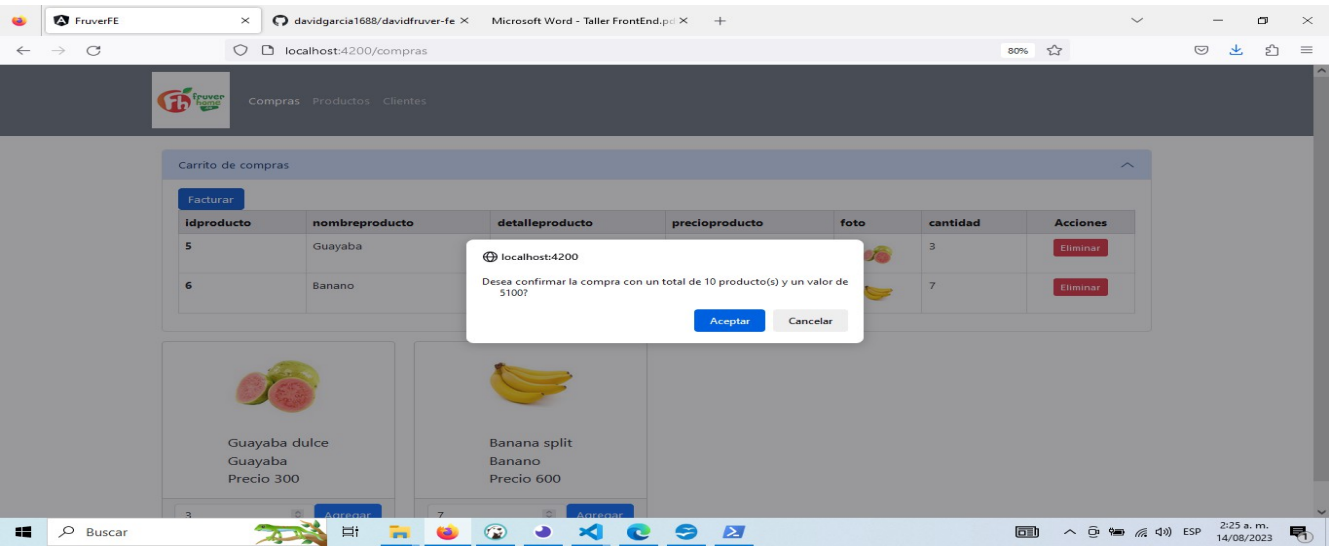 FruverFE
davidgarcia1688/davidfruver-fe
Microsoft Word - Taller FrontEnd.pd
localhost:4200/compras
80%
fruver
home
Compras Productos Clientes
Carrito de compras
Facturar
idproducto nombreproducto detalleproducto precioproducto foto cantidad Acciones
5 Guayaba 3 Eliminar
6 Banano 7 Eliminar
localhost:4200
Desea confirmar la compra con un total de 10 producto(s) y un valor de
5100?
Aceptar Cancelar
Guayaba dulce
Guayaba
Precio 300
3 Agregar
Banana split
Banano
Precio 600
7 Agregar
Buscar
ESP
2:25 a. m.
14/08/2023
1